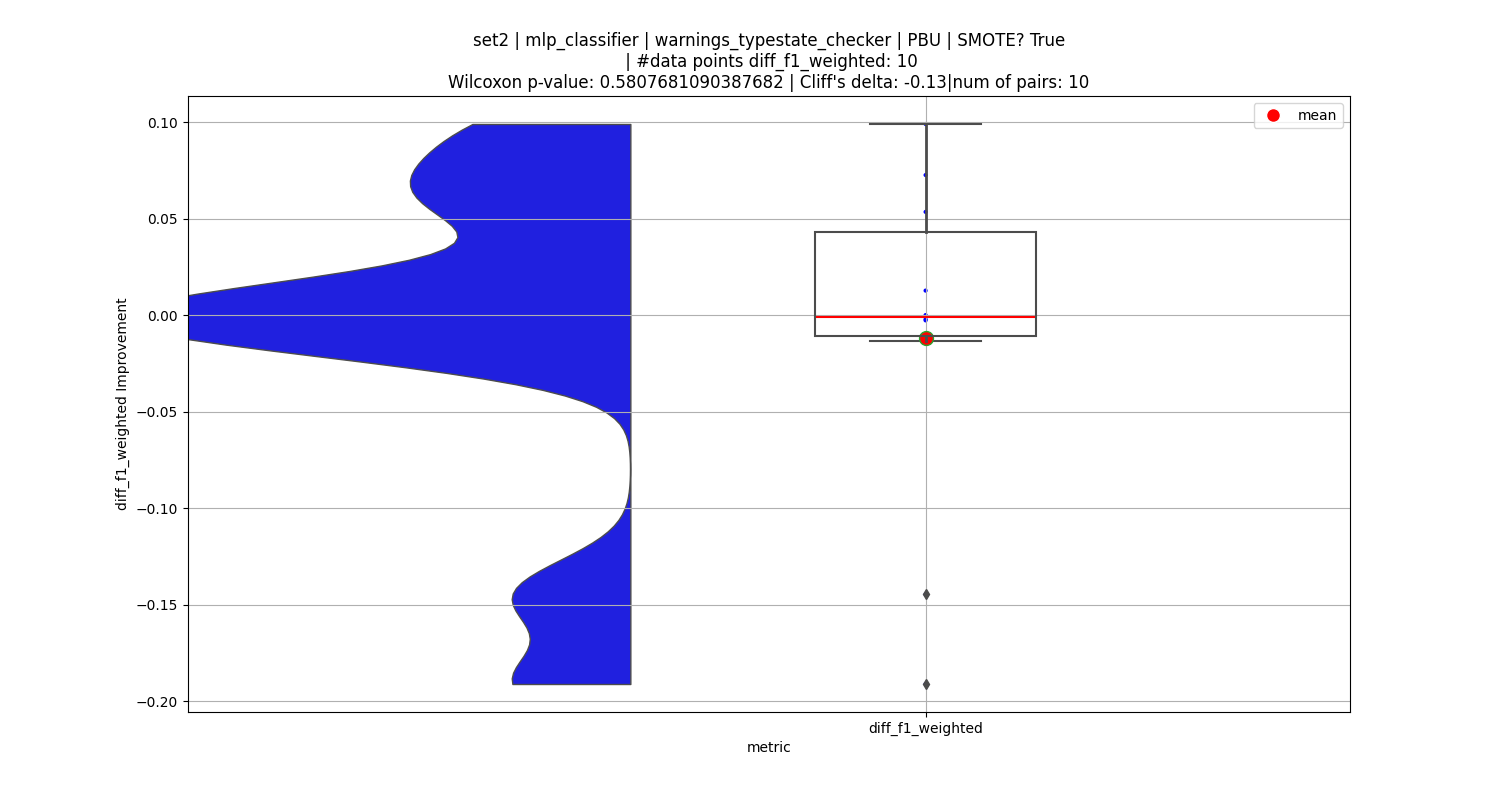 set2 | mlp_classifier | warnings_typestate_checker | PBU | SMOTE? True
| #data points diff_f1_weighted: 10
Wilcoxon p-value: 0.5807681090387682 | Cliff's delta: -0.13|num of pairs: 10
mean
0.10
0.05
0.00
−0.05
−0.10
−0.15
−0.20
diff_f1_weighted Improvement
diff_f1_weighted
metric